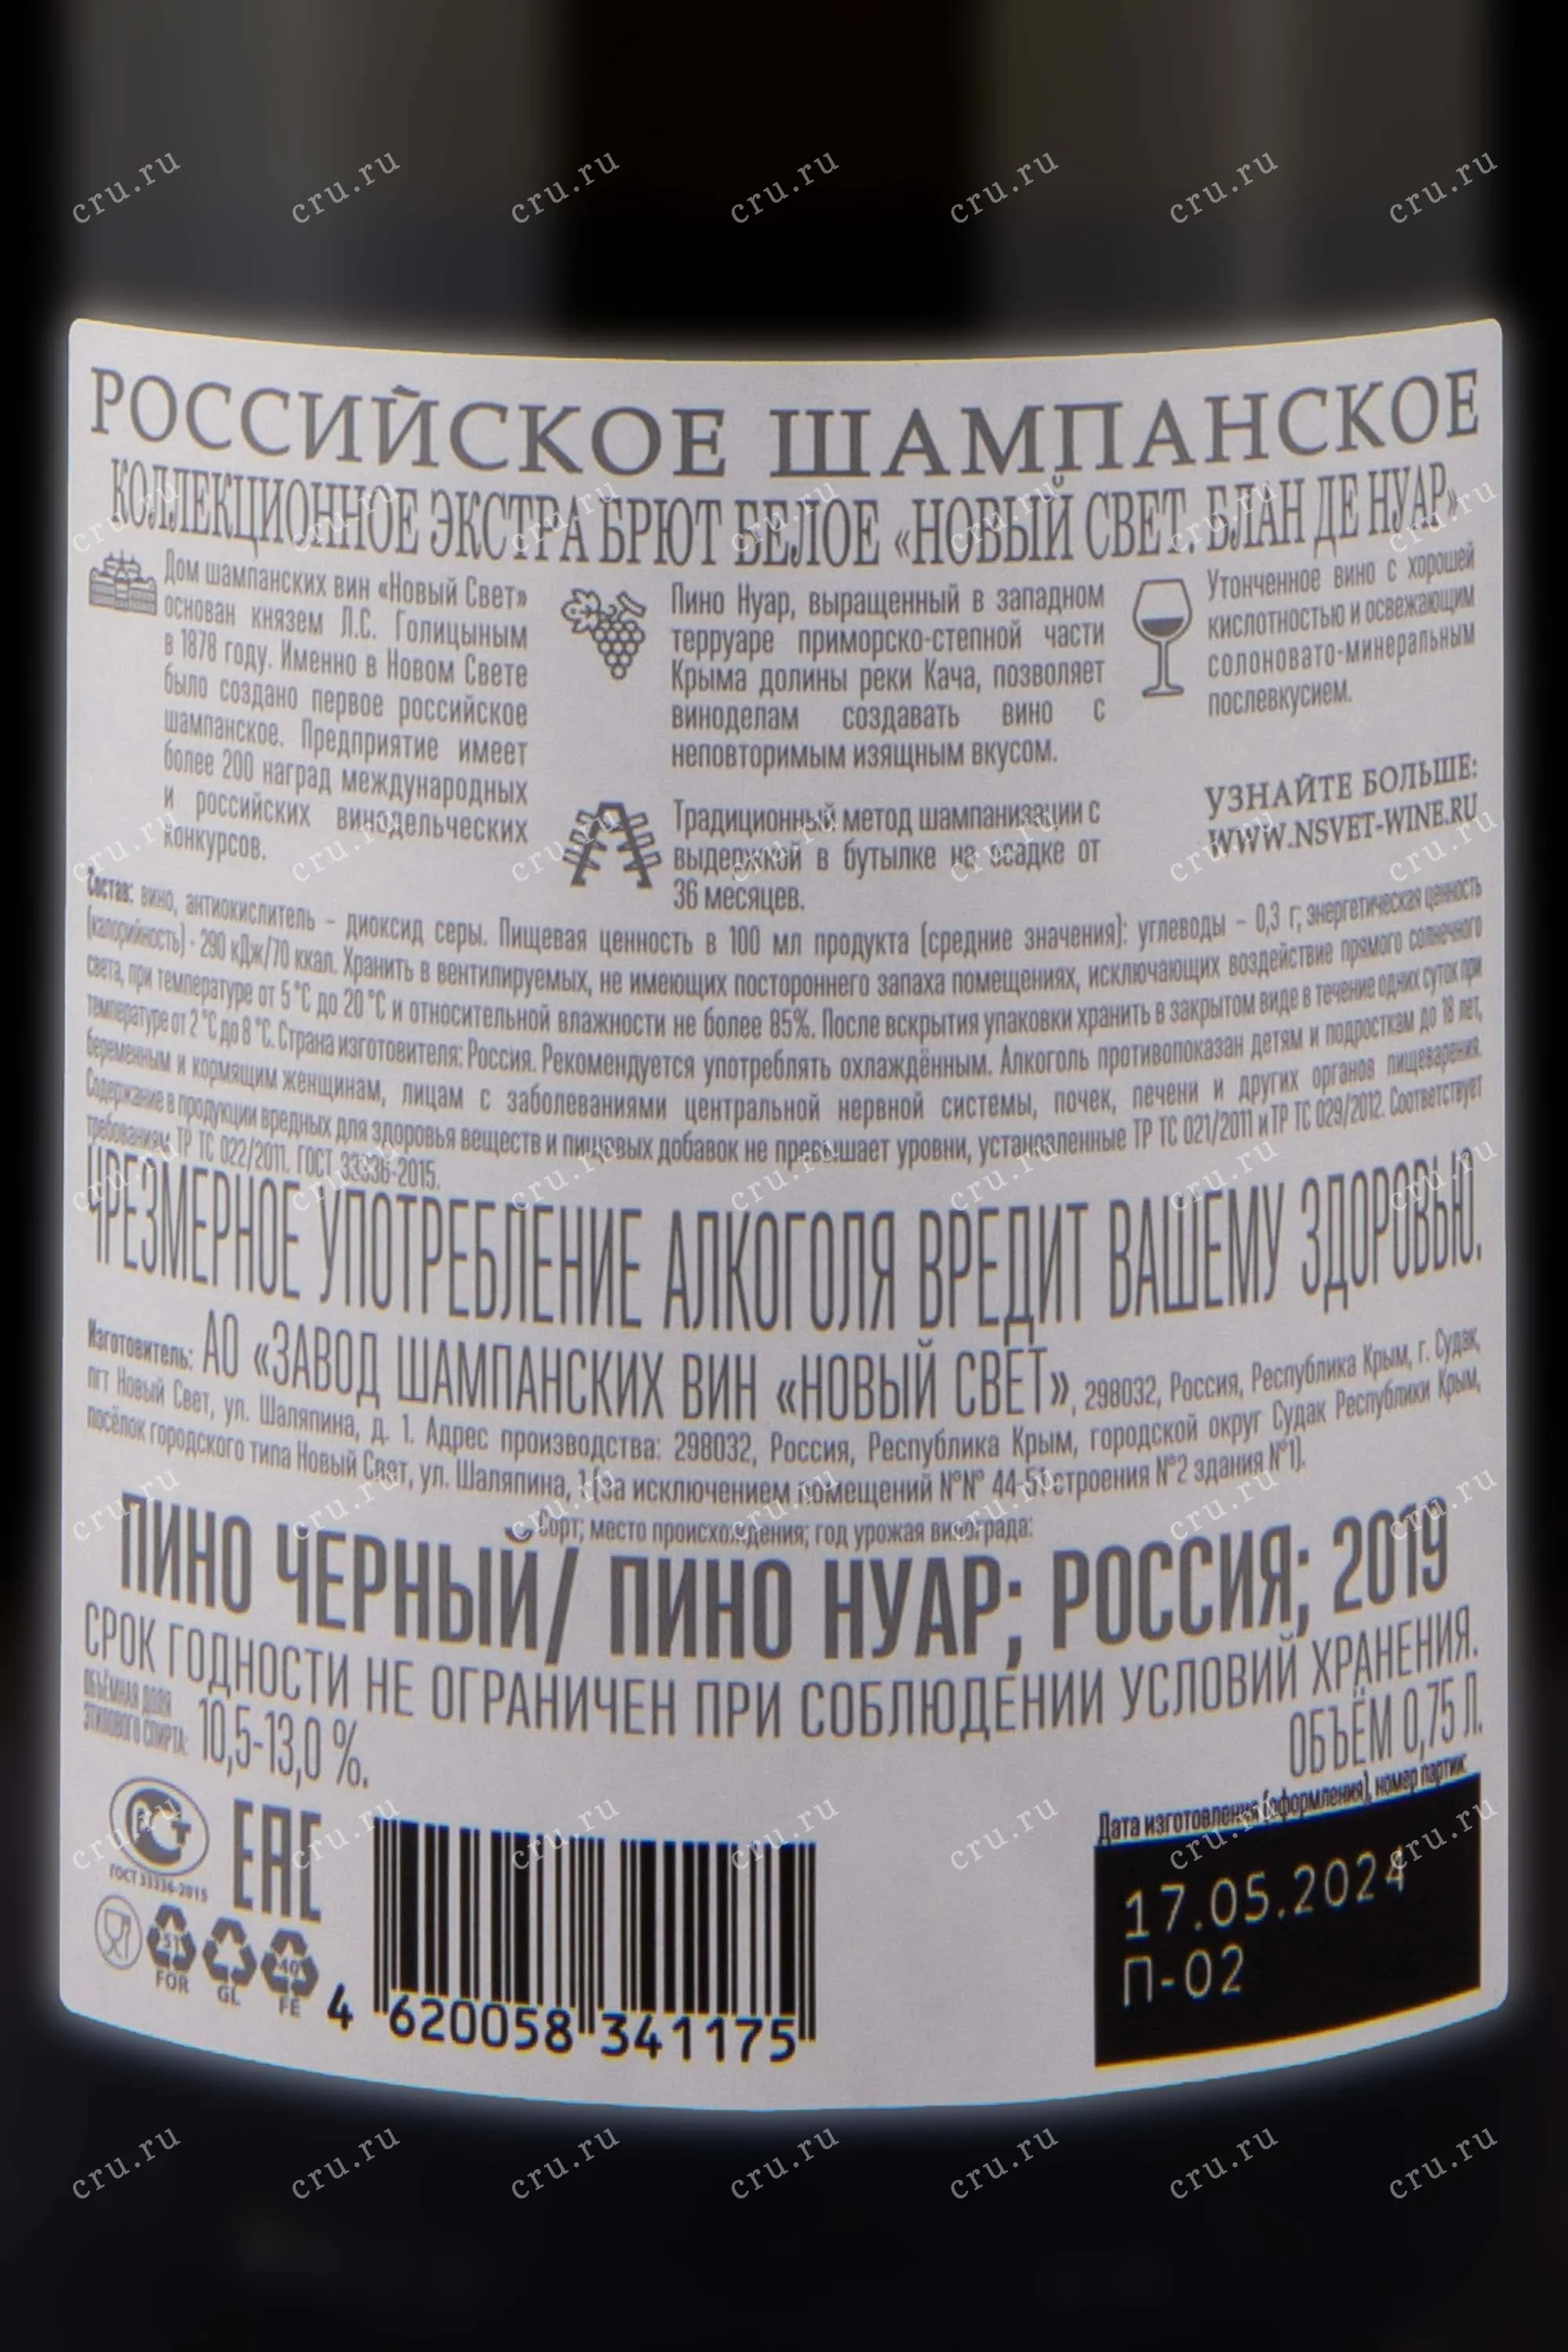 РОССИЙСКОЕ ШАМПАНСКОЕ
КОЛЛЕКЦИОННОЕ ЭКСТРА БРЮТ БЕЛОЕ «НОВЫЙ СВЕТ. БЛАН ДЕ НУАР»
Дом шампанских вин «Новый Свет»
основан князем Л.С. Голицыным
в 1878 году. Именно в Новом Свете
было создано первое российское
шампанское. Предприятие имеет
более 200 наград международных
и российских винодельческих
конкурсов.
Пино Нуар, выращенный в западном
терруаре приморско-степной части
Крыма долины реки Кача, позволяет
виноделам создавать вино с
неповторимым изящным вкусом.
Традиционный метод шампанизации с
выдержкой в бутылке на осадке от
36 месяцев.
Утонченное вино с хорошей
кислотностью и освежающим
солоновато-минеральным
послевкусием.
УЗНАЙТЕ БОЛЬШЕ:
WWW.NSVET-WINE.RU
Состав: вино, антиокислитель – диоксид серы. Пищевая ценность в 100 мл продукта (средние значения): углеводы – 0,3 г; энергетическая ценность
(калорийность) - 290 кДж/70 ккал. Хранить в вентилируемых, не имеющих постороннего запаха помещениях, исключающих воздействие прямого солнечного
света, при температуре от 5 °С до 20 °С и относительной влажности не более 85%. После вскрытия упаковки хранить в закрытом виде в течение одних суток при
температуре от 2 °С до 8 °С. Страна изготовителя: Россия. Рекомендуется употреблять охлаждённым. Алкоголь противопоказан детям и подросткам до 18 лет,
беременным и кормящим женщинам, лицам с заболеваниями центральной нервной системы, почек, печени и других органов пищеварения.
Содержание в продукции вредных для здоровья веществ и пищевых добавок не превышает уровни, установленные ТР ТС 021/2011 и ТР ТС 029/2012. Соответствует
требованиям ТР ТС 022/2011. ГОСТ 33336-2015.
ЧРЕЗМЕРНОЕ УПОТРЕБЛЕНИЕ АЛКОГОЛЯ ВРЕДИТ ВАШЕМУ ЗДОРОВЬЮ.
Изготовитель: АО «ЗАВОД ШАМПАНСКИХ ВИН «НОВЫЙ СВЕТ», 298032, Россия, Республика Крым, г. Судак,
пгт Новый Свет, ул. Шаляпина, д. 1. Адрес производства: 298032, Россия, Республика Крым, городской округ Судак Республики Крым,
посёлок городского типа Новый Свет, ул. Шаляпина, 1 (за исключением помещений №№ 44-51 строения №2 здания №1).
Сорт; место происхождения; год урожая винограда:
ПИНО ЧЕРНЫЙ/ ПИНО НУАР; РОССИЯ; 2019
СРОК ГОДНОСТИ НЕ ОГРАНИЧЕН ПРИ СОБЛЮДЕНИИ УСЛОВИЙ ХРАНЕНИЯ.
ОБЪЁМНАЯ ДОЛЯ
ЭТИЛОВОГО СПИРТА: 10,5-13,0 %.
ОБЪЁМ 0,75 Л.
Дата изготовления (оформления), номер партии:
17.05.2024
П-02
РСТ
ГОСТ 33336-2015
ЕАС
51
FOR
GL
40
FE
4 620058 341175
cru.ru